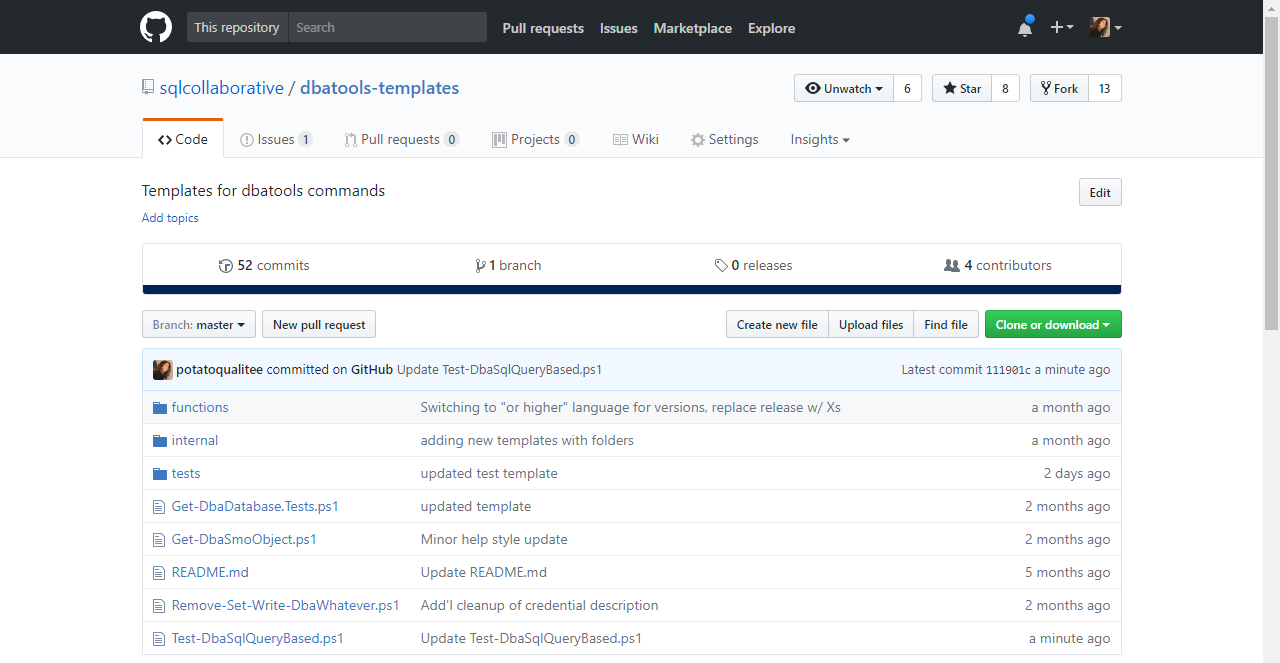 This repository Search Pull requests Issues Marketplace Explore
sqlcollaborative / dbatools-templates Unwatch 6 Star 8 Fork 13
Code Issues 1 Pull requests 0 Projects 0 Wiki Settings Insights
Templates for dbatools commands Edit
Add topics
52 commits 1 branch 0 releases 4 contributors
Branch: master New pull request Create new file Upload files Find file Clone or download
potatoqualitee committed on GitHub Update Test-DbaSqlQueryBased.ps1 Latest commit 111901c a minute ago
functions Switching to "or higher" language for versions, replace release w/ Xs a month ago
internal adding new templates with folders a month ago
tests updated test template 2 days ago
Get-DbaDatabase.Tests.ps1 updated template 2 months ago
Get-DbaSmoObject.ps1 Minor help style update 2 months ago
README.md Update README.md 5 months ago
Remove-Set-Write-DbaWhatever.ps1 Add'l cleanup of credential description 2 months ago
Test-DbaSqlQueryBased.ps1 Update Test-DbaSqlQueryBased.ps1 a minute ago